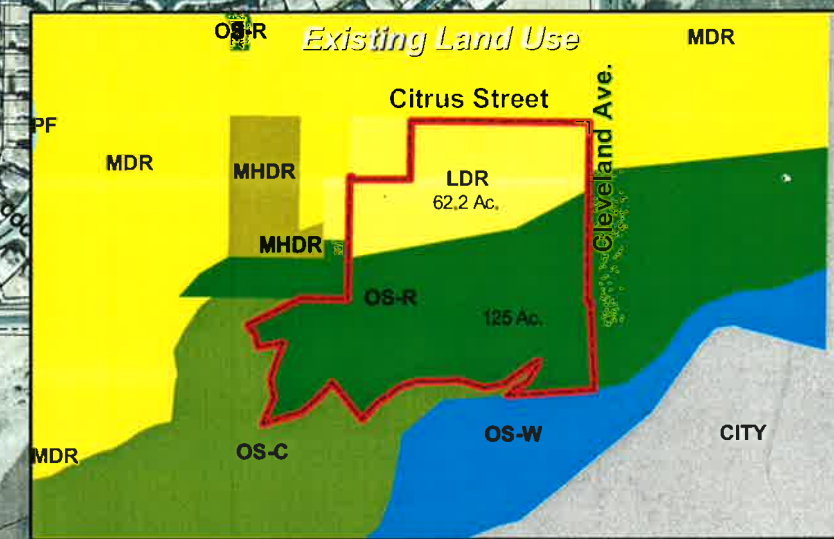 OS-R
Existing Land Use
MDR
Citrus Street
Cleveland Ave.
PF
MDR
MHDR
LDR
62.2 Ac.
MHDR
OS-R
125 Ac.
OS-W
CITY
OS-C
MDR